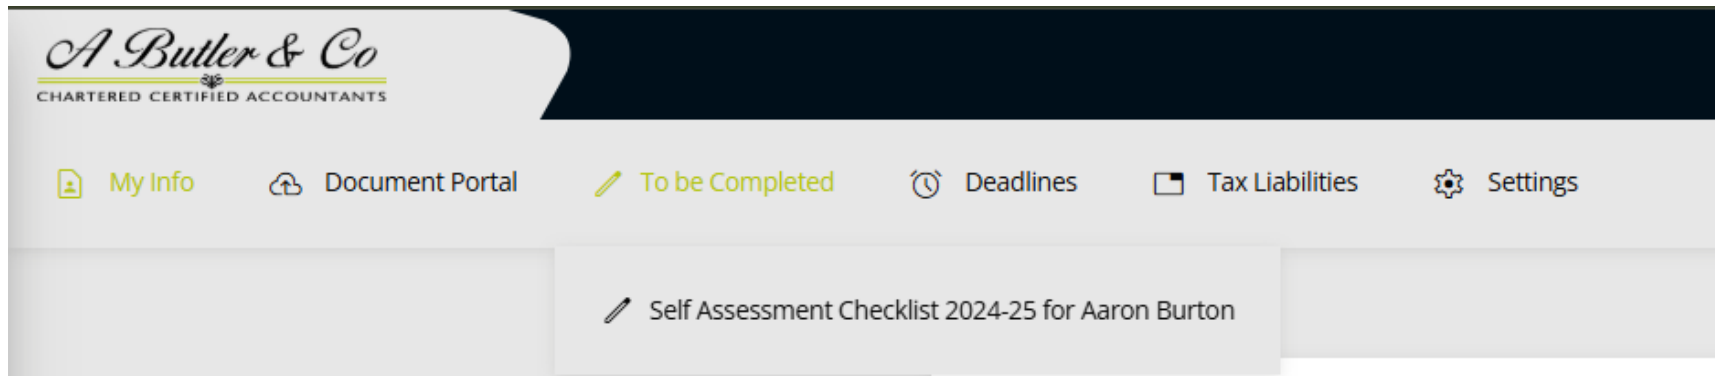 A Butler & Co
CHARTERED CERTIFIED ACCOUNTANTS
My Info Document Portal To be Completed Deadlines Tax Liabilities Settings
Self Assessment Checklist 2024-25 for Aaron Burton